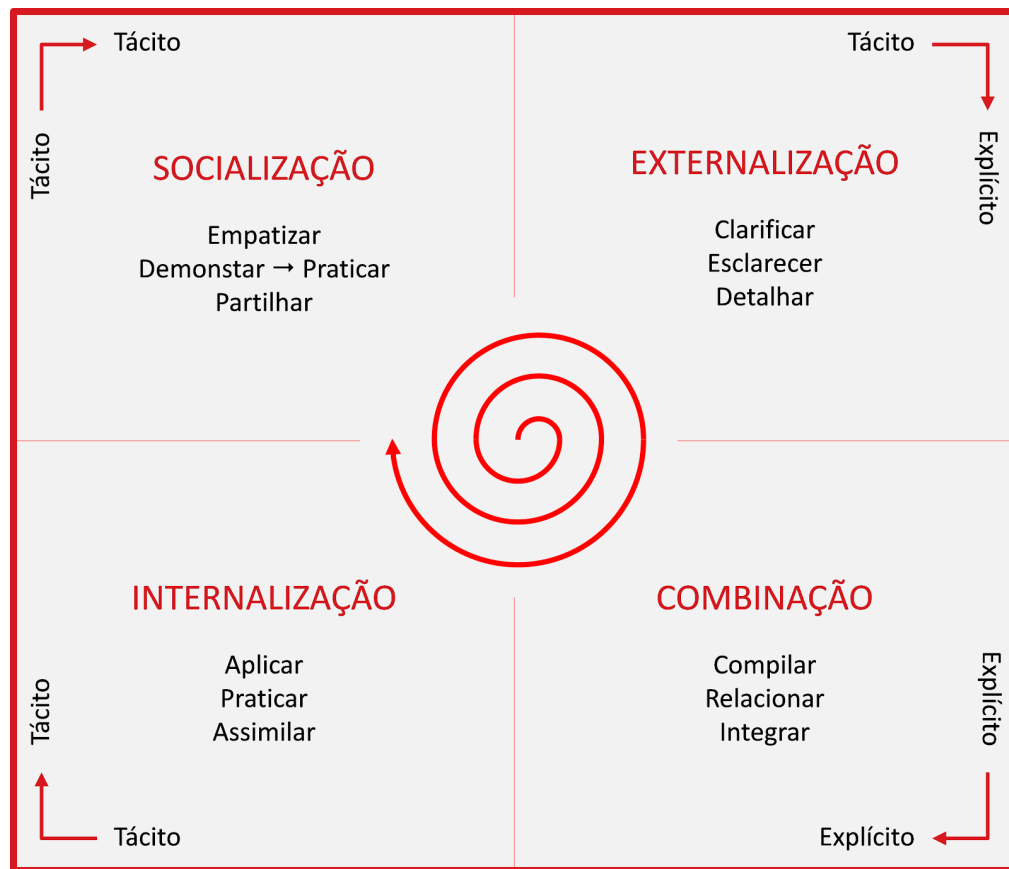 Tácito
Tácito
SOCIALIZAÇÃO
Empatizar
Demonstar → Praticar
Partilhar
Tácito
Explícito
EXTERNALIZAÇÃO
Clarificar
Esclarecer
Detalhar
INTERNALIZAÇÃO
Aplicar
Praticar
Assimilar
Tácito
Tácito
COMBINAÇÃO
Compilar
Relacionar
Integrar
Explícito
Explícito